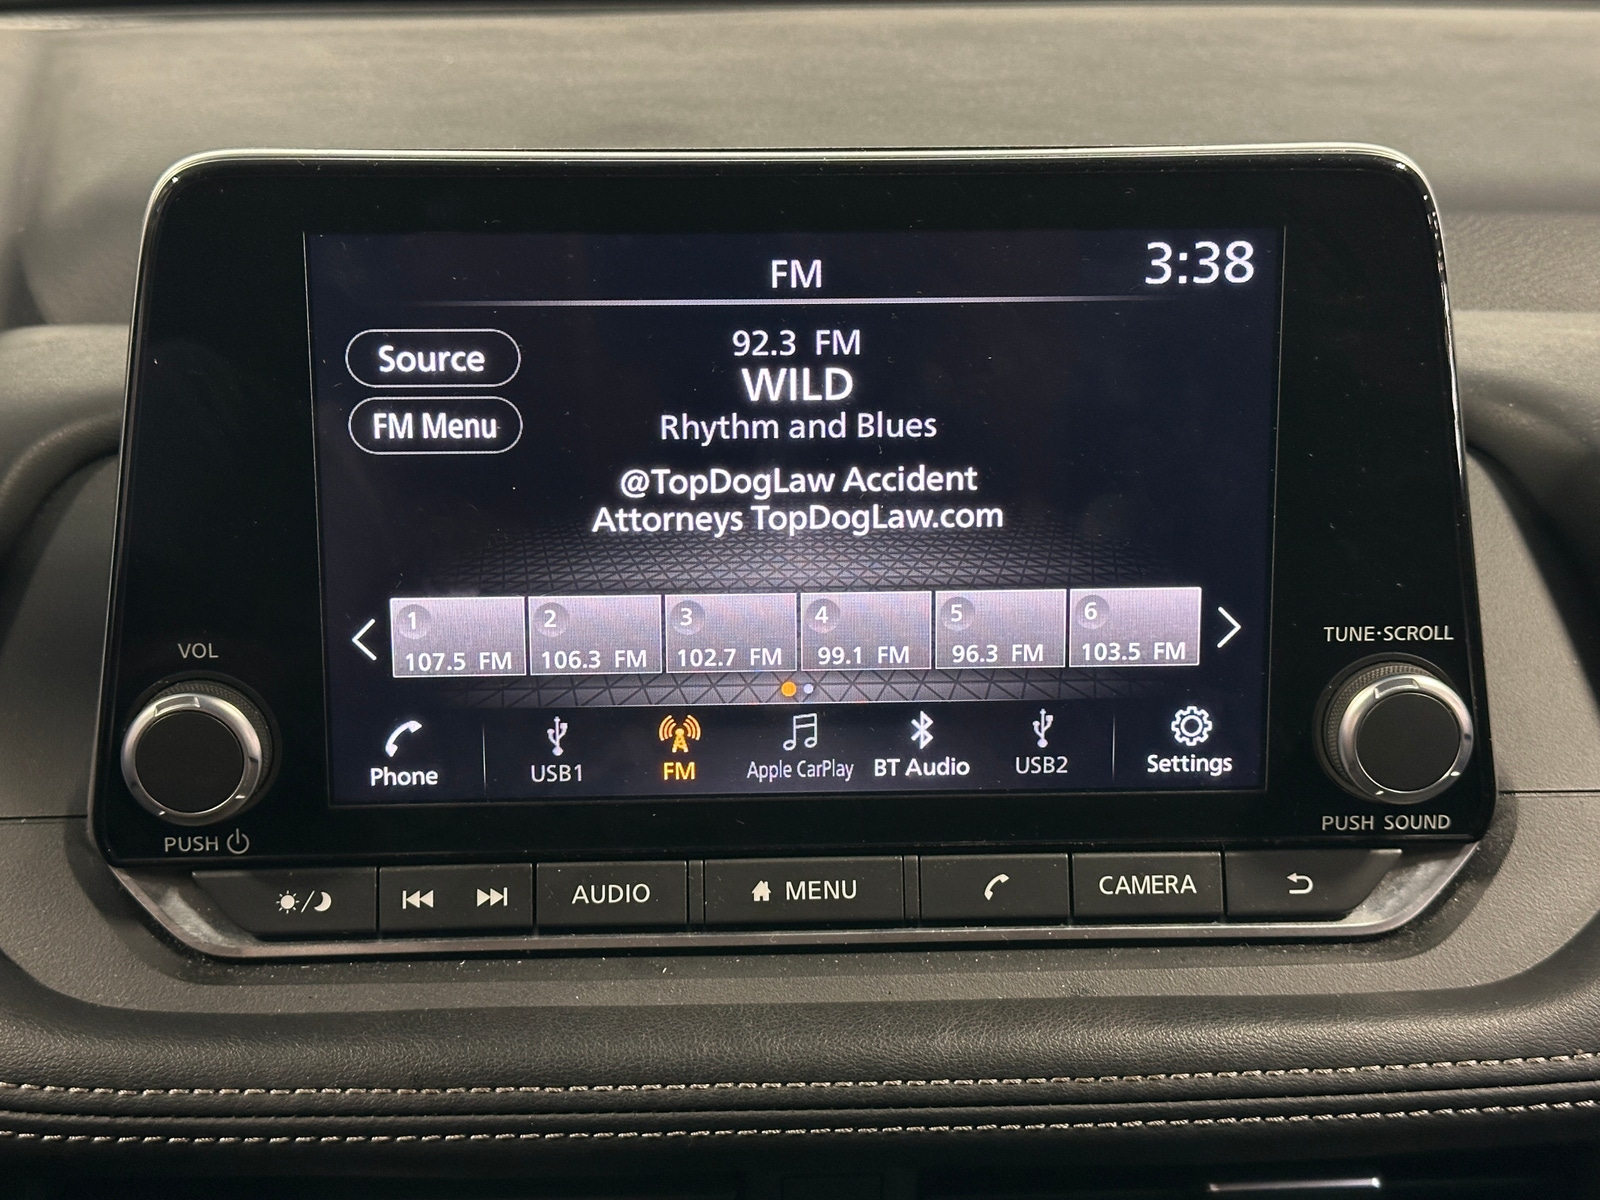 FM
3:38
Source
92.3 FM
WILD
FM Menu
Rhythm and Blues
@TopDogLaw Accident
Attorneys TopDogLaw.com
1
107.5 FM
2
106.3 FM
3
102.7 FM
4
99.1 FM
5
96.3 FM
6
103.5 FM
VOL
TUNE·SCROLL
Phone
USB1
FM
Apple CarPlay
BT Audio
USB2
Settings
PUSH
PUSH SOUND
AUDIO
MENU
CAMERA